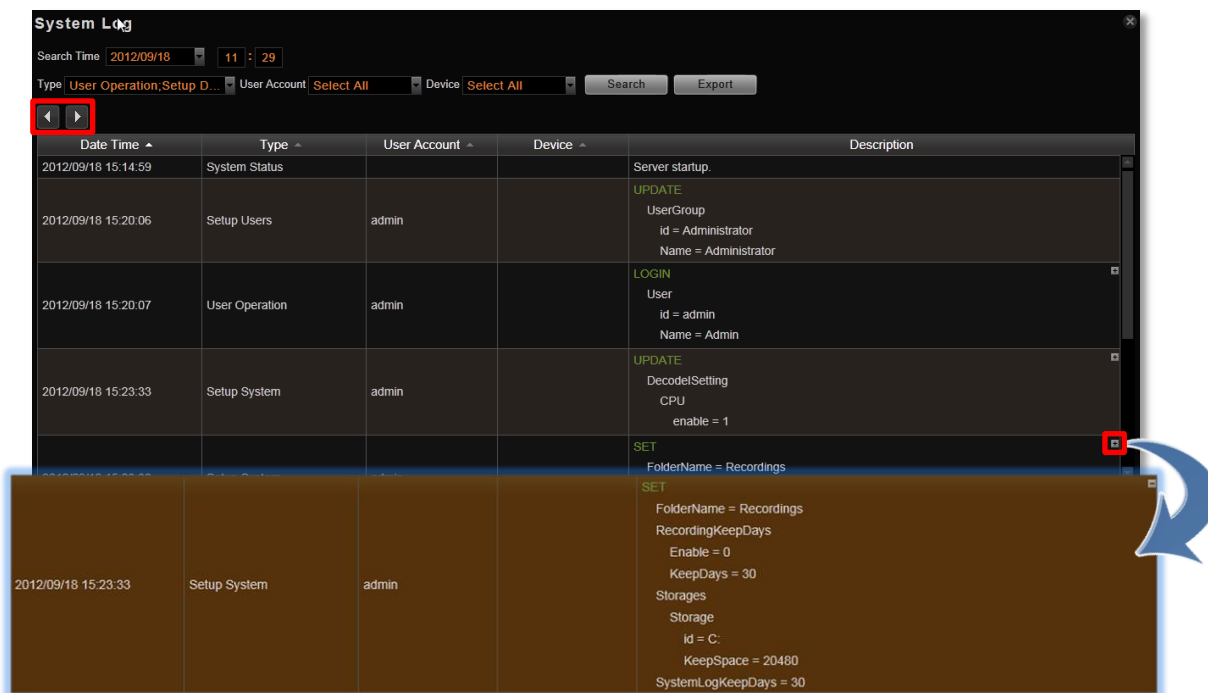 System Log
Search Time 2012/09/18 11 : 29
Type User Operation;Setup D... User Account Select All Device Select All Search Export
Date Time Type User Account Device Description
2012/09/18 15:14:59 System Status Server startup.
UPDATE
UserGroup
2012/09/18 15:20:06 Setup Users admin
id = Administrator
Name = Administrator
LOGIN
User
2012/09/18 15:20:07 User Operation admin
id = admin
Name = Admin
UPDATE
DecodelSetting
2012/09/18 15:23:33 Setup System admin
CPU
enable = 1
SET
FolderName = Recordings
SET
FolderName = Recordings
RecordingKeepDays
Enable = 0
KeepDays = 30
2012/09/18 15:23:33 Setup System admin
Storages
Storage
id = C:
KeepSpace = 20480
SystemLogKeepDays = 30